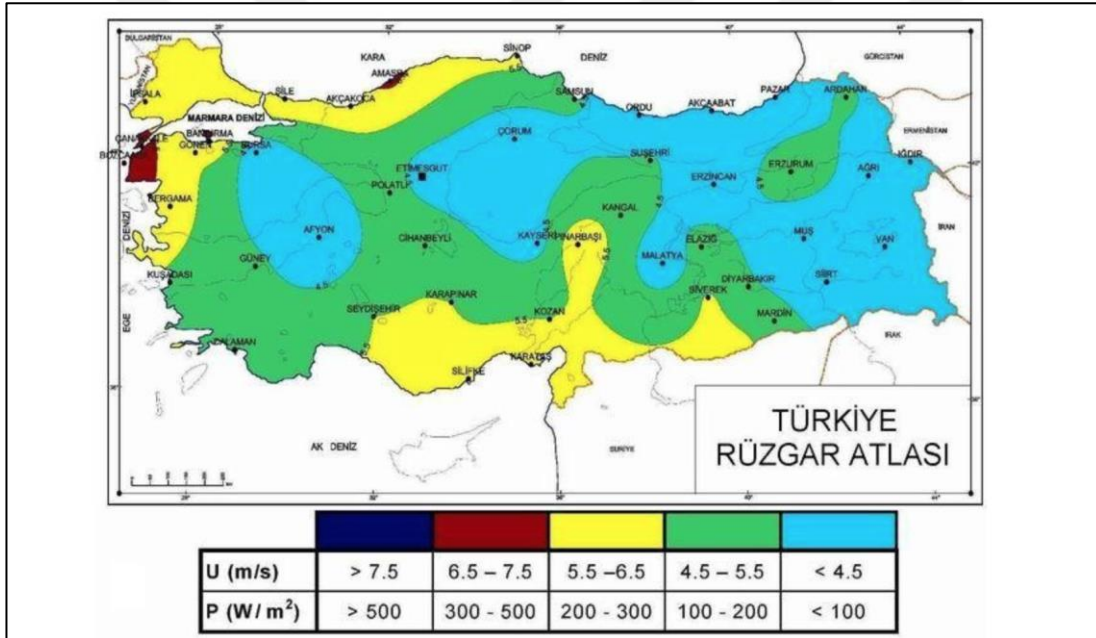 BULGARİSTAN
KARA
SİNOP
DENİZ
GÜRCİSTAN
AMASRA
İPSALA
ŞİLE
AKÇAKOCA
SAMSUN
PAZAR
ARDAHAN
MARMARA DENİZİ
ORDU
AKÇAABAT
BANDIRMA
ÇORUM
ERMENİSTAN
GÖNEN
BURSA
SUŞEHRİ
IĞDIR
ETİMESGUT
ERZURUM
AĞRI
POLATLI
ERZİNCAN
BERGAMA
KANGAL
DENİZİ
AFYON
CİHANBEYLİ
KAYSERİ
PINARBAŞI
ELAZIĞ
MUŞ
VAN
İRAN
GÜNEY
MALATYA
KUŞADASI
DİYARBAKIR
SİİRT
SİVEREK
KARAPINAR
SEYDİŞEHİR
KOZAN
MARDİN
EGE
IRAK
DALAMAN
KARATAŞ
SİLİFKE
AK DENİZ
SURİYE
TÜRKİYE
RÜZGAR ATLASI
U (m/s) > 7.5 6.5 – 7.5 5.5 –6.5 4.5 – 5.5 < 4.5
P (W/ m²) > 500 300 - 500 200 - 300 100 - 200 < 100